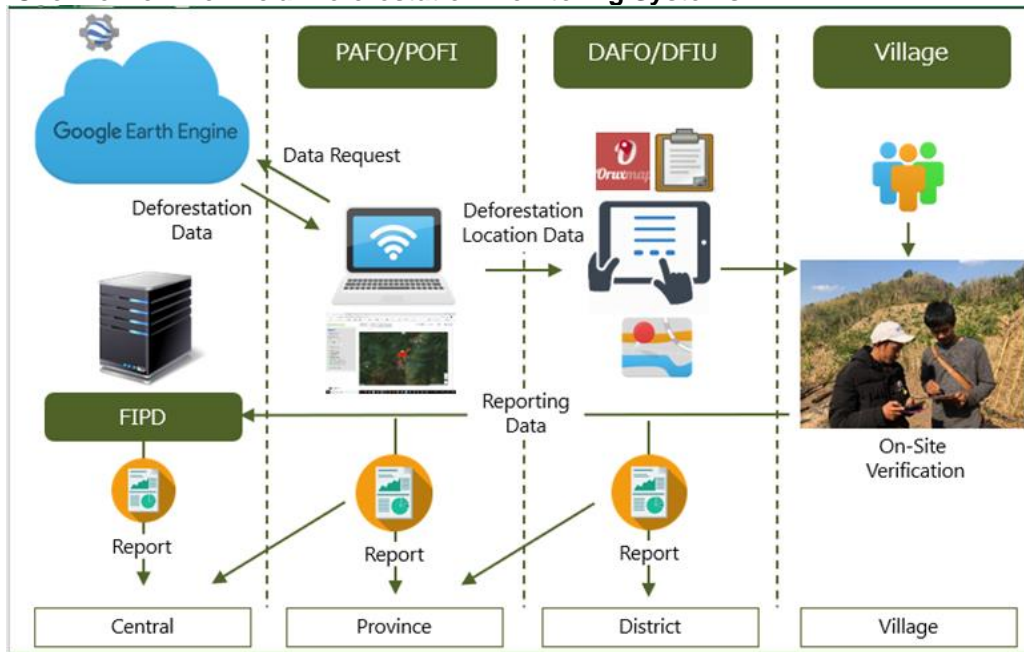 PAFO/POFI
DAFO/DFIU
Village
Google Earth Engine
Data Request
Deforestation
Data
Deforestation
Location Data
Oruxmap
FIPD
Reporting
Data
On-Site
Verification
Report
Report
Report
Central
Province
District
Village